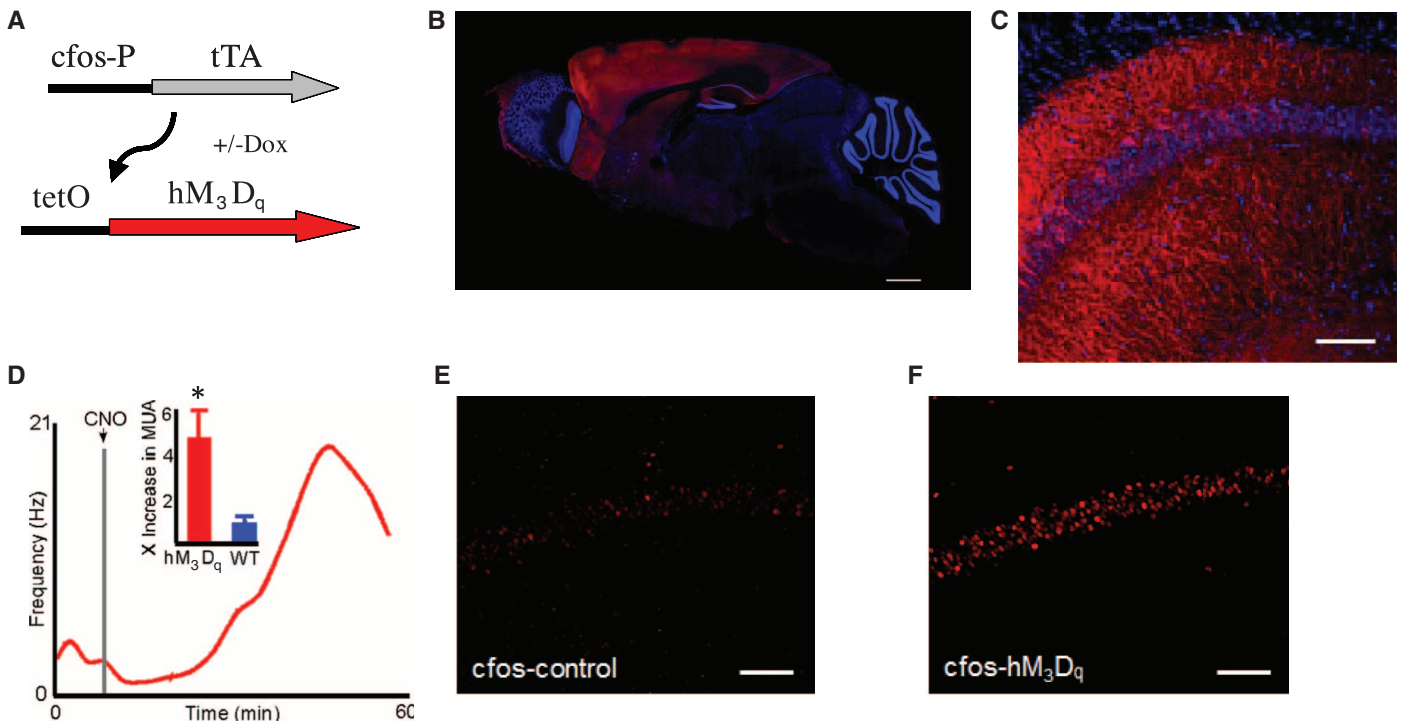 A
cfos-P
tTA
+/-Dox
tetO
hM3Dq
B
C
D
21
CNO
*
6
4
2
X Increase in MUA
hM3Dq WT
Frequency (Hz)
0
0
Time (min)
60
E
cfos-control
F
cfos-hM3Dq